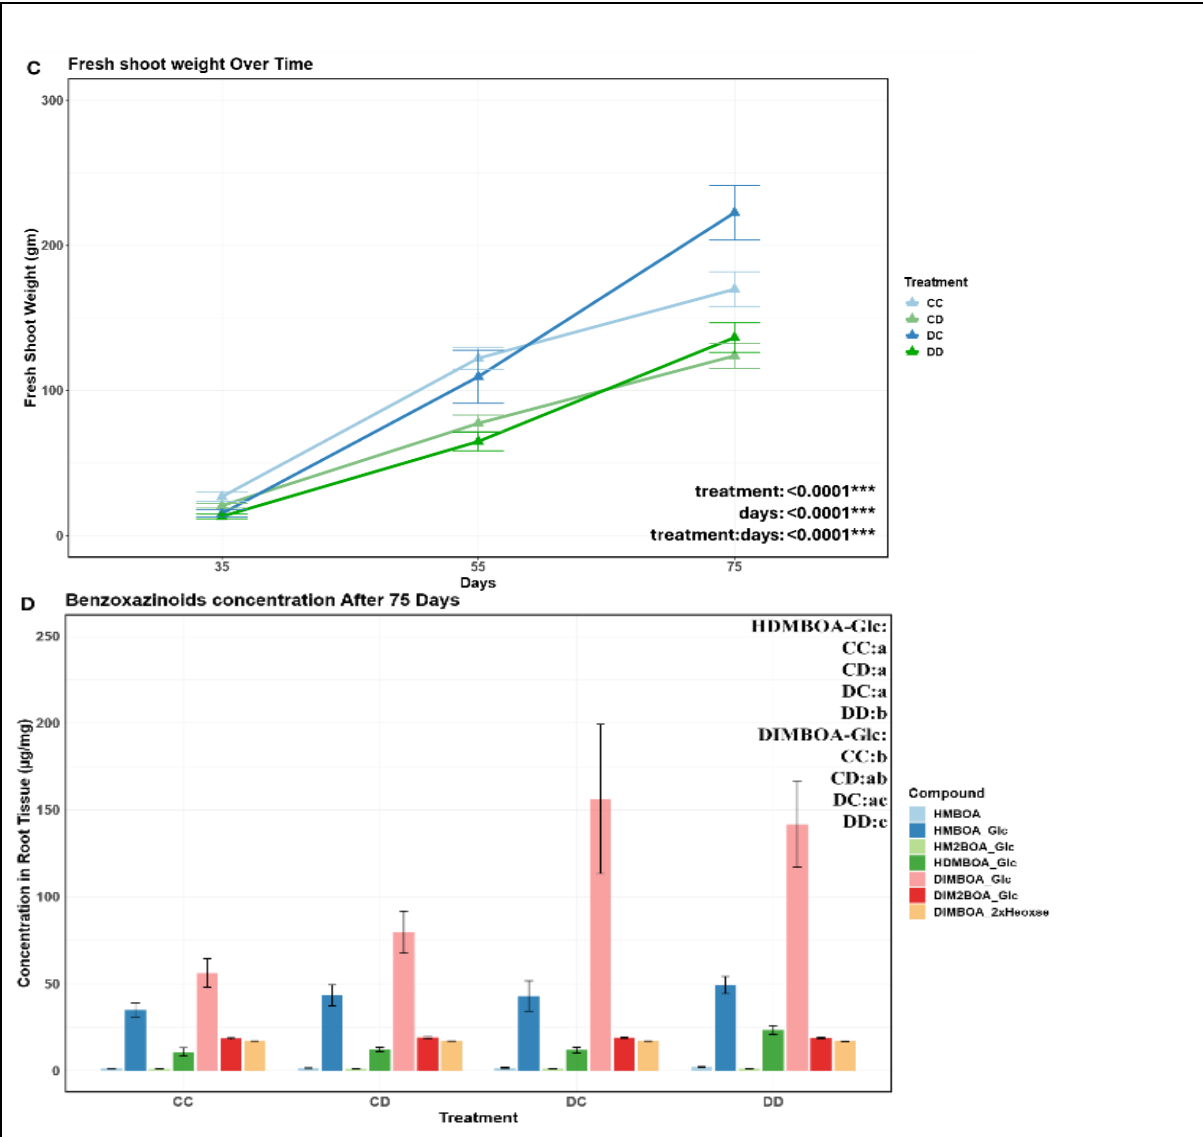 C Fresh shoot weight Over Time
300
200
100
0
Fresh Shoot Weight (gm)
35 55 75
Days
treatment:<0.0001***
days:<0.0001***
treatment:days:<0.0001***
Treatment
CC
CD
DC
DD
D Benzoxazinoids concentration After 75 Days
250
200
150
100
50
0
Concentration in Root Tissue (µg/mg)
HDMBOA-Glc:
CC:a
CD:a
DC:a
DD:b
DIMBOA-Glc:
CC:b
CD:ab
DC:ac
DD:c
CC CD DC DD
Treatment
Compound
HMBOA
HMBOA_Glc
HM2BOA_Glc
HDMBOA_Glc
DIMBOA_Glc
DIM2BOA_Glc
DIMBOA_2xHeoxse